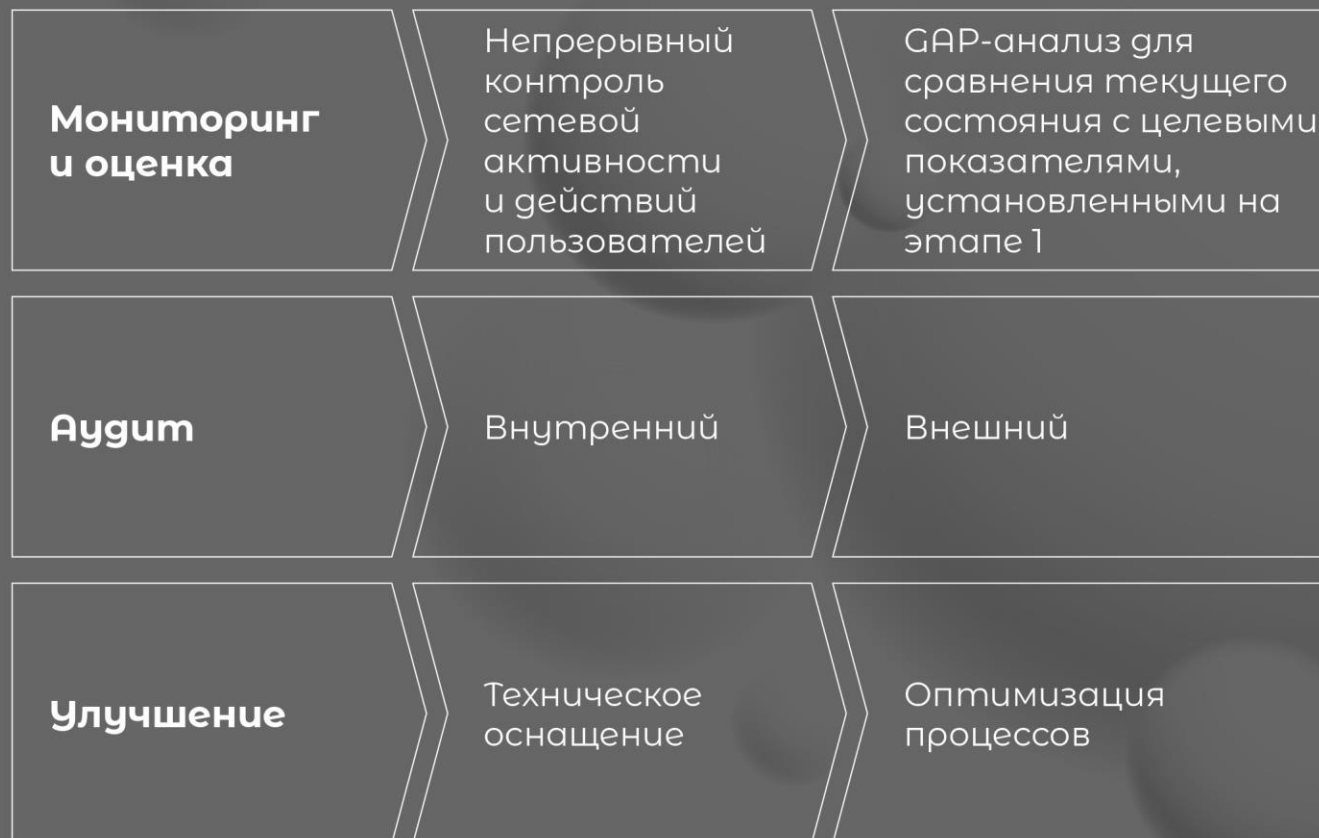 Мониторинг
и оценка
Непрерывный
контроль
сетевой
активности
и действий
пользователей
GAP-анализ для
сравнения текущего
состояния с целевыми
показателями,
установленными на
этапе 1
Аудит
Внутренний
Внешний
Улучшение
Техническое
оснащение
Оптимизация
процессов